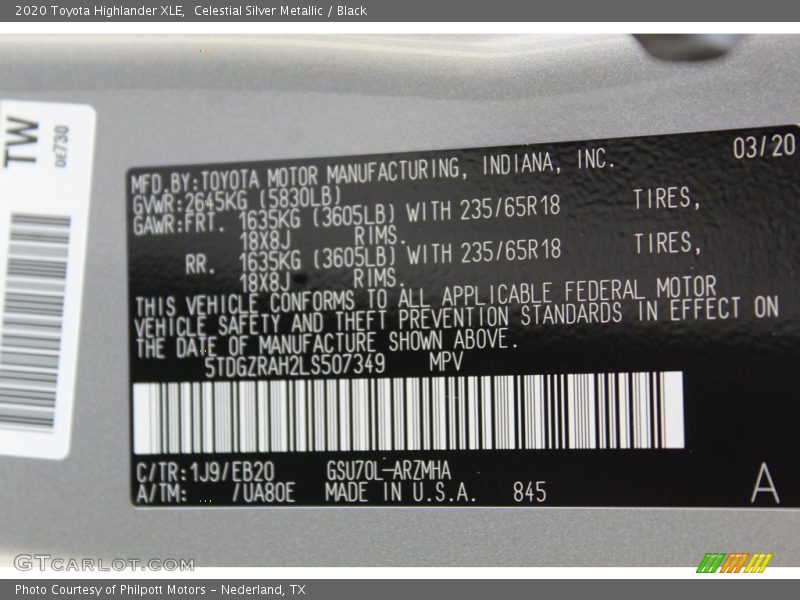 2020 Toyota Highlander XLE, Celestial Silver Metallic / Black
TW
0E730
03/20
MFD.BY:TOYOTA MOTOR MANUFACTURING, INDIANA, INC.
GVWR:2645KG (5830LB)
GAWR:FRT. 1635KG (3605LB) WITH 235/65R18 TIRES,
18X8J RIMS.
RR. 1635KG (3605LB) WITH 235/65R18 TIRES,
18X8J RIMS.
THIS VEHICLE CONFORMS TO ALL APPLICABLE FEDERAL MOTOR
VEHICLE SAFETY AND THEFT PREVENTION STANDARDS IN EFFECT ON
THE DATE OF MANUFACTURE SHOWN ABOVE.
5TDGZRAH2LS507349 MPV
C/TR:1J9/EB20 GSU70L-ARZMHA
A/TM: /UA80E MADE IN U.S.A. 845
A
GTCARLOT.COM
Photo Courtesy of Philpott Motors - Nederland, TX